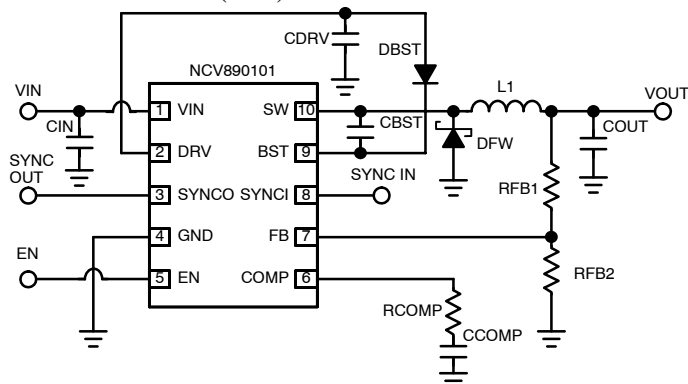 CDRV
DBST
NCV890101
VIN
CIN
1 VIN
SW 10
CBST
L1
VOUT
COUT
DFW
2 DRV
BST 9
SYNC
OUT
3 SYNCO
SYNCI 8
SYNC IN
RFB1
4 GND
FB 7
EN
5 EN
COMP 6
RFB2
RCOMP
CCOMP